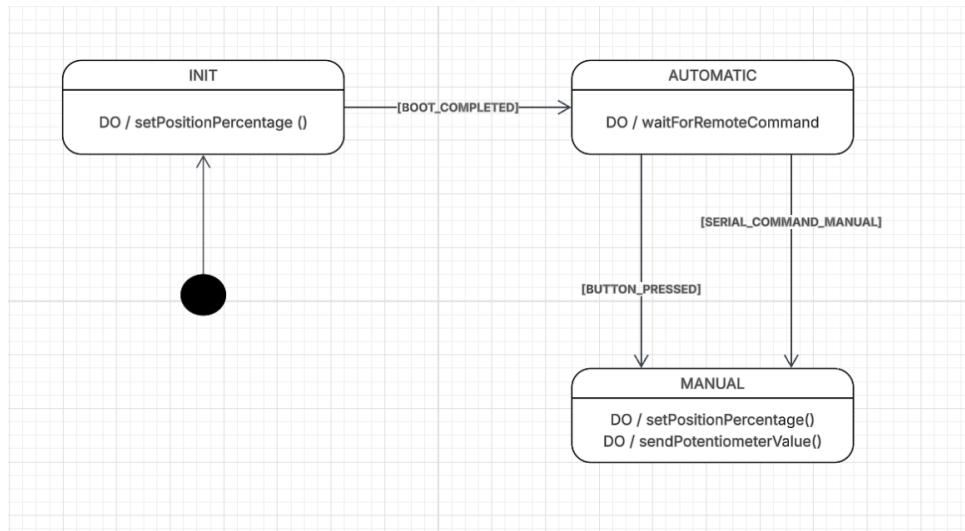 INIT
DO / setPositionPercentage ()
[BOOT_COMPLETED]
AUTOMATIC
DO / waitForRemoteCommand
[SERIAL_COMMAND_MANUAL]
[BUTTON_PRESSED]
MANUAL
DO / setPositionPercentage()
DO / sendPotentiometerValue()